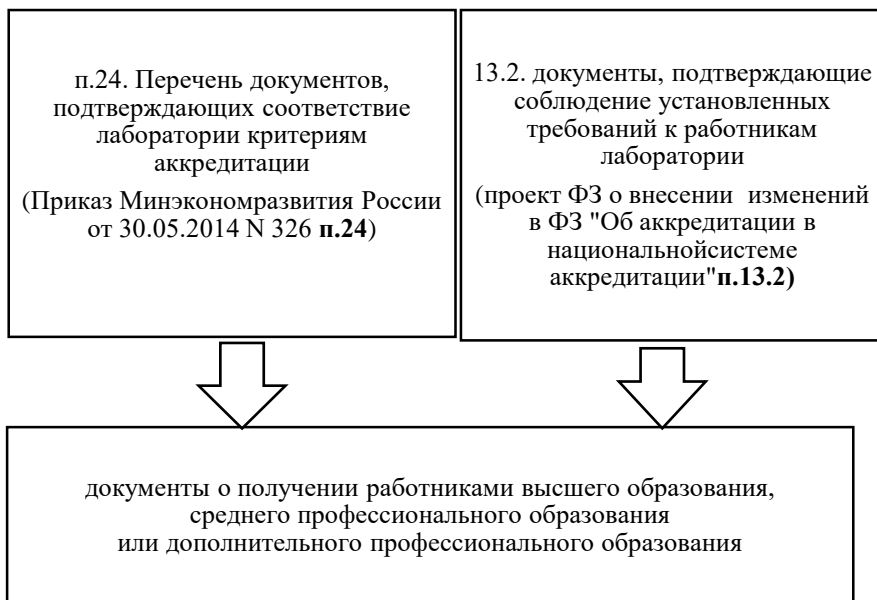 п.24. Перечень документов,
подтверждающих соответствие
лаборатории критериям
аккредитации
(Приказ Минэкономразвития России
от 30.05.2014 N 326 п.24)
13.2. документы, подтверждающие
соблюдение установленных
требований к работникам
лаборатории
(проект ФЗ о внесении изменений
в ФЗ "Об аккредитации в
национальнойсистеме
аккредитации"п.13.2)
документы о получении работниками высшего образования,
среднего профессионального образования
или дополнительного профессионального образования